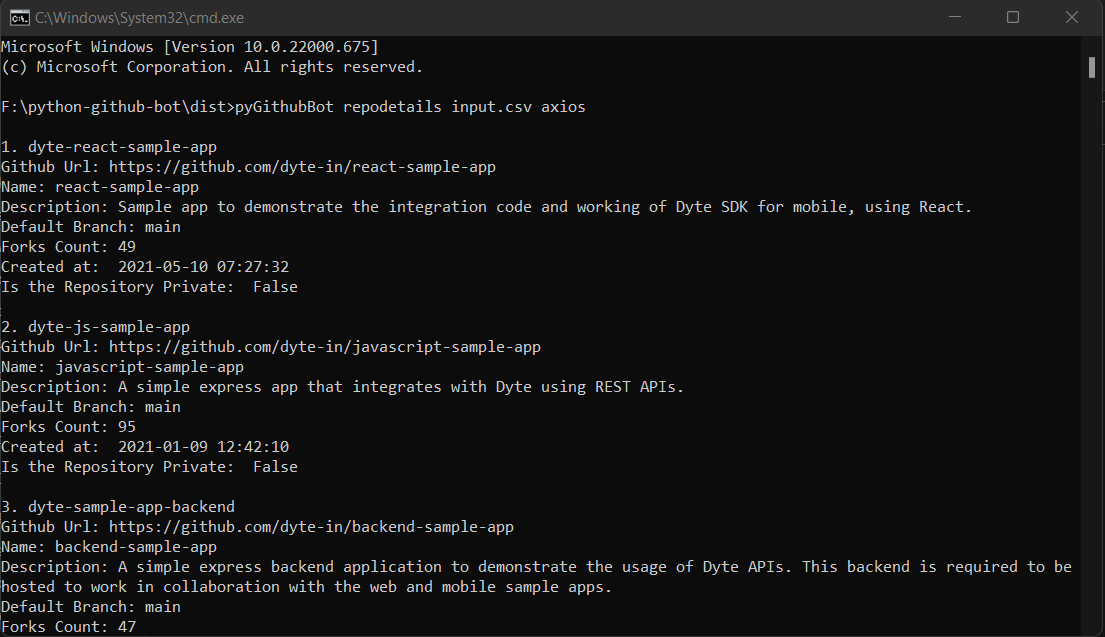 C:\Windows\System32\cmd.exe
Microsoft Windows [Version 10.0.22000.675]
(c) Microsoft Corporation. All rights reserved.
F:\python-github-bot\dist>pyGithubBot repodetails input.csv axios
1. dyte-react-sample-app
Github Url: https://github.com/dyte-in/react-sample-app
Name: react-sample-app
Description: Sample app to demonstrate the integration code and working of Dyte SDK for mobile, using React.
Default Branch: main
Forks Count: 49
Created at:  2021-05-10 07:27:32
Is the Repository Private:  False
2. dyte-js-sample-app
Github Url: https://github.com/dyte-in/javascript-sample-app
Name: javascript-sample-app
Description: A simple express app that integrates with Dyte using REST APIs.
Default Branch: main
Forks Count: 95
Created at:  2021-01-09 12:42:10
Is the Repository Private:  False
3. dyte-sample-app-backend
Github Url: https://github.com/dyte-in/backend-sample-app
Name: backend-sample-app
Description: A simple express backend application to demonstrate the usage of Dyte APIs. This backend is required to be
hosted to work in collaboration with the web and mobile sample apps.
Default Branch: main
Forks Count: 47